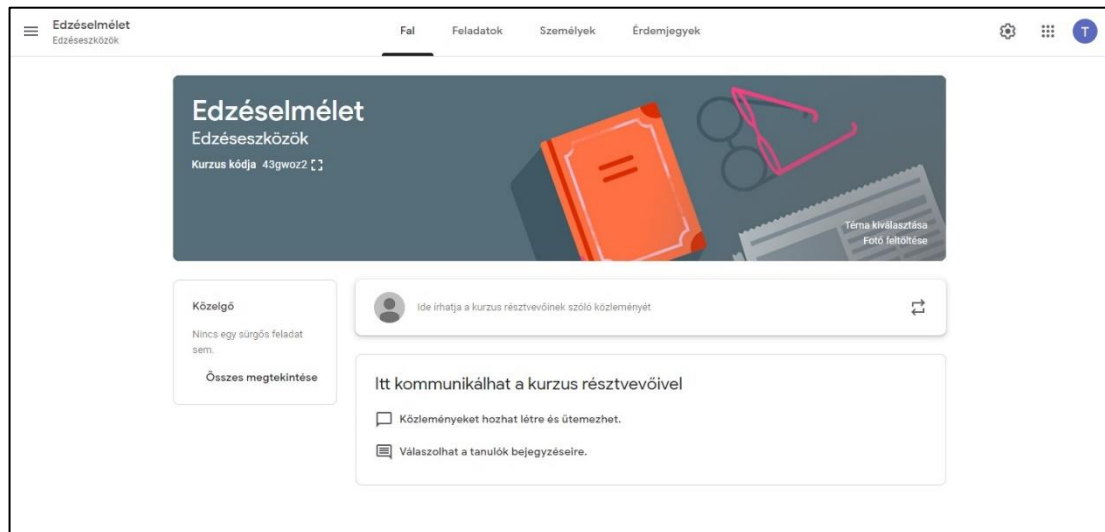 Edzéselmélet
Edzéseszközök
Fal
Feladatok
Személyek
Érdemjegyek
T
Edzéselmélet
Edzéseszközök
Kurzus kódja 43gwoz2
Téma kiválasztása
Fotó feltöltése
Közelgő
Nincs egy sürgős feladat
sem.
Összes megtekintése
Ide írhatja a kurzus résztvevőinek szóló közleményét
Itt kommunikálhat a kurzus résztvevőivel
Közleményeket hozhat létre és ütemezhet.
Válaszolhat a tanulók bejegyzéseire.